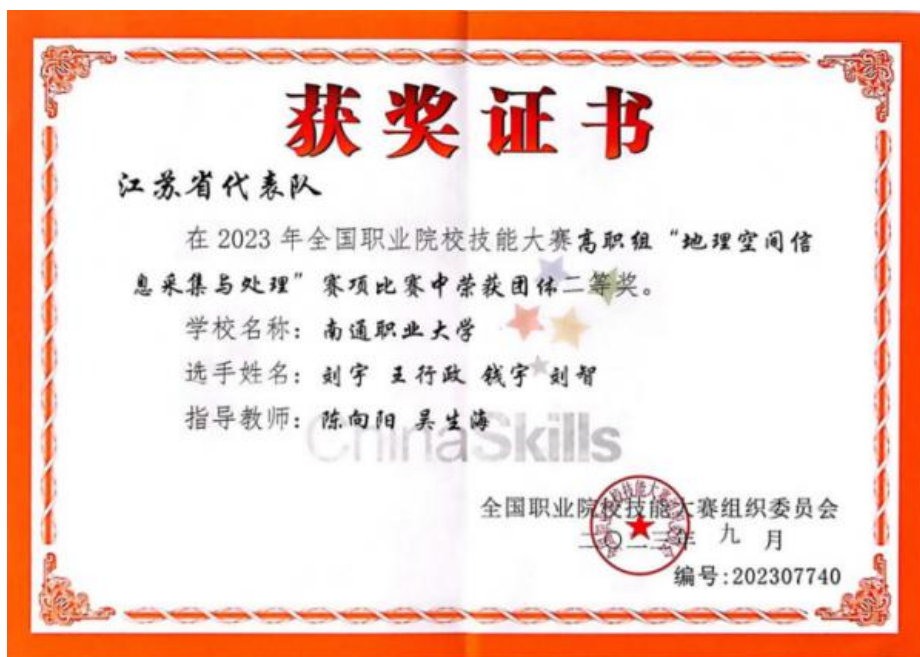 获奖证书
江苏省代表队
在 2023 年全国职业院校技能大赛高职组“地理空间信
息采集与处理”赛项比赛中荣获团体二等奖。
学校名称：南通职业大学
选手姓名：刘宇 王行政 钱宇 刘智
指导教师：陈向阳 吴生海
ChinaSkills
全国职业院校技能大赛组织委员会
二〇二三年 九 月
编号:202307740